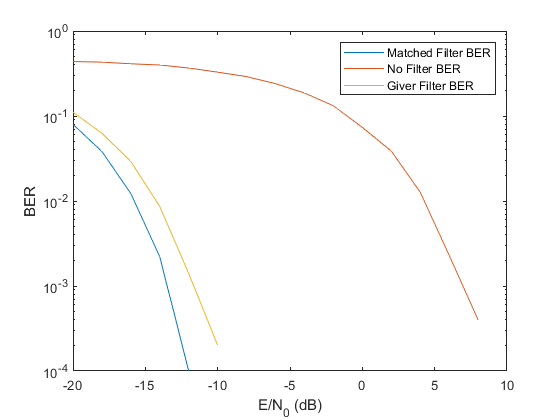 10^0
10^-1
10^-2
10^-3
10^-4
BER
-20 -15 -10 -5 0 5 10
E/N_0 (dB)
Matched Filter BER
No Filter BER
Giver Filter BER